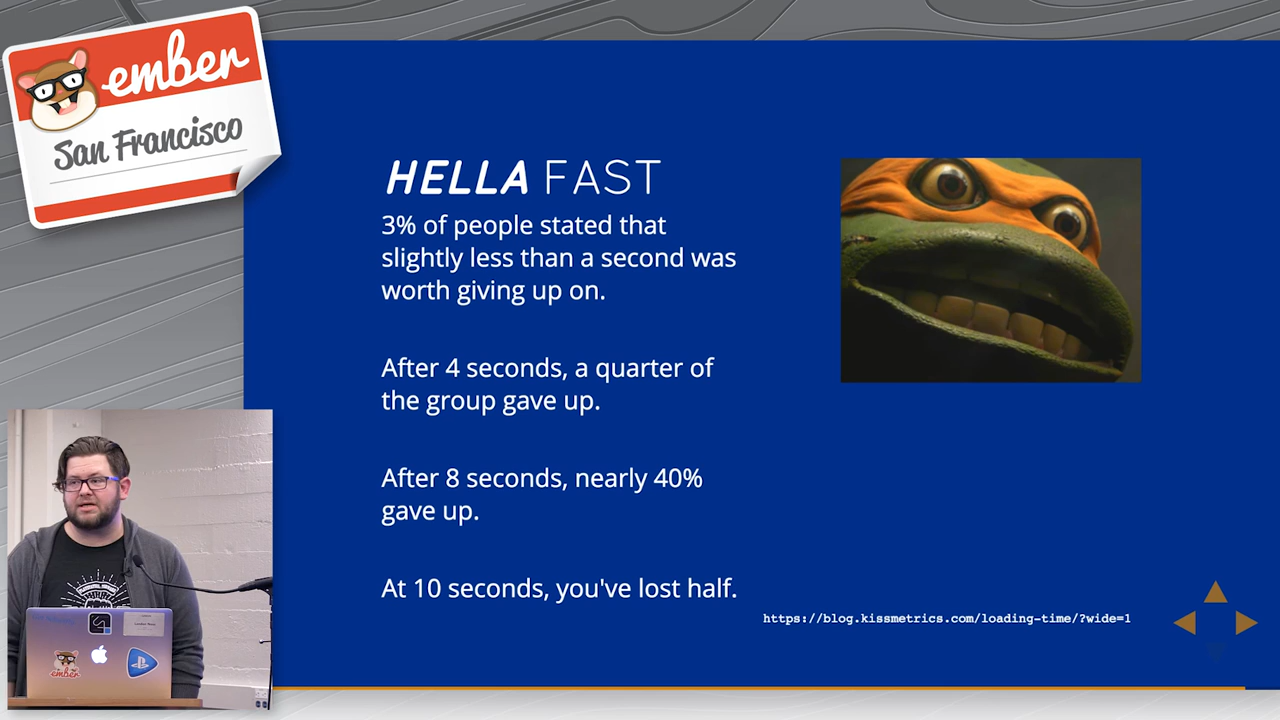 ember
San Francisco
HELLA FAST
3% of people stated that
slightly less than a second was
worth giving up on.
After 4 seconds, a quarter of
the group gave up.
After 8 seconds, nearly 40%
gave up.
At 10 seconds, you've lost half.
https://blog.kissmetrics.com/loading-time/?wide=1
ember